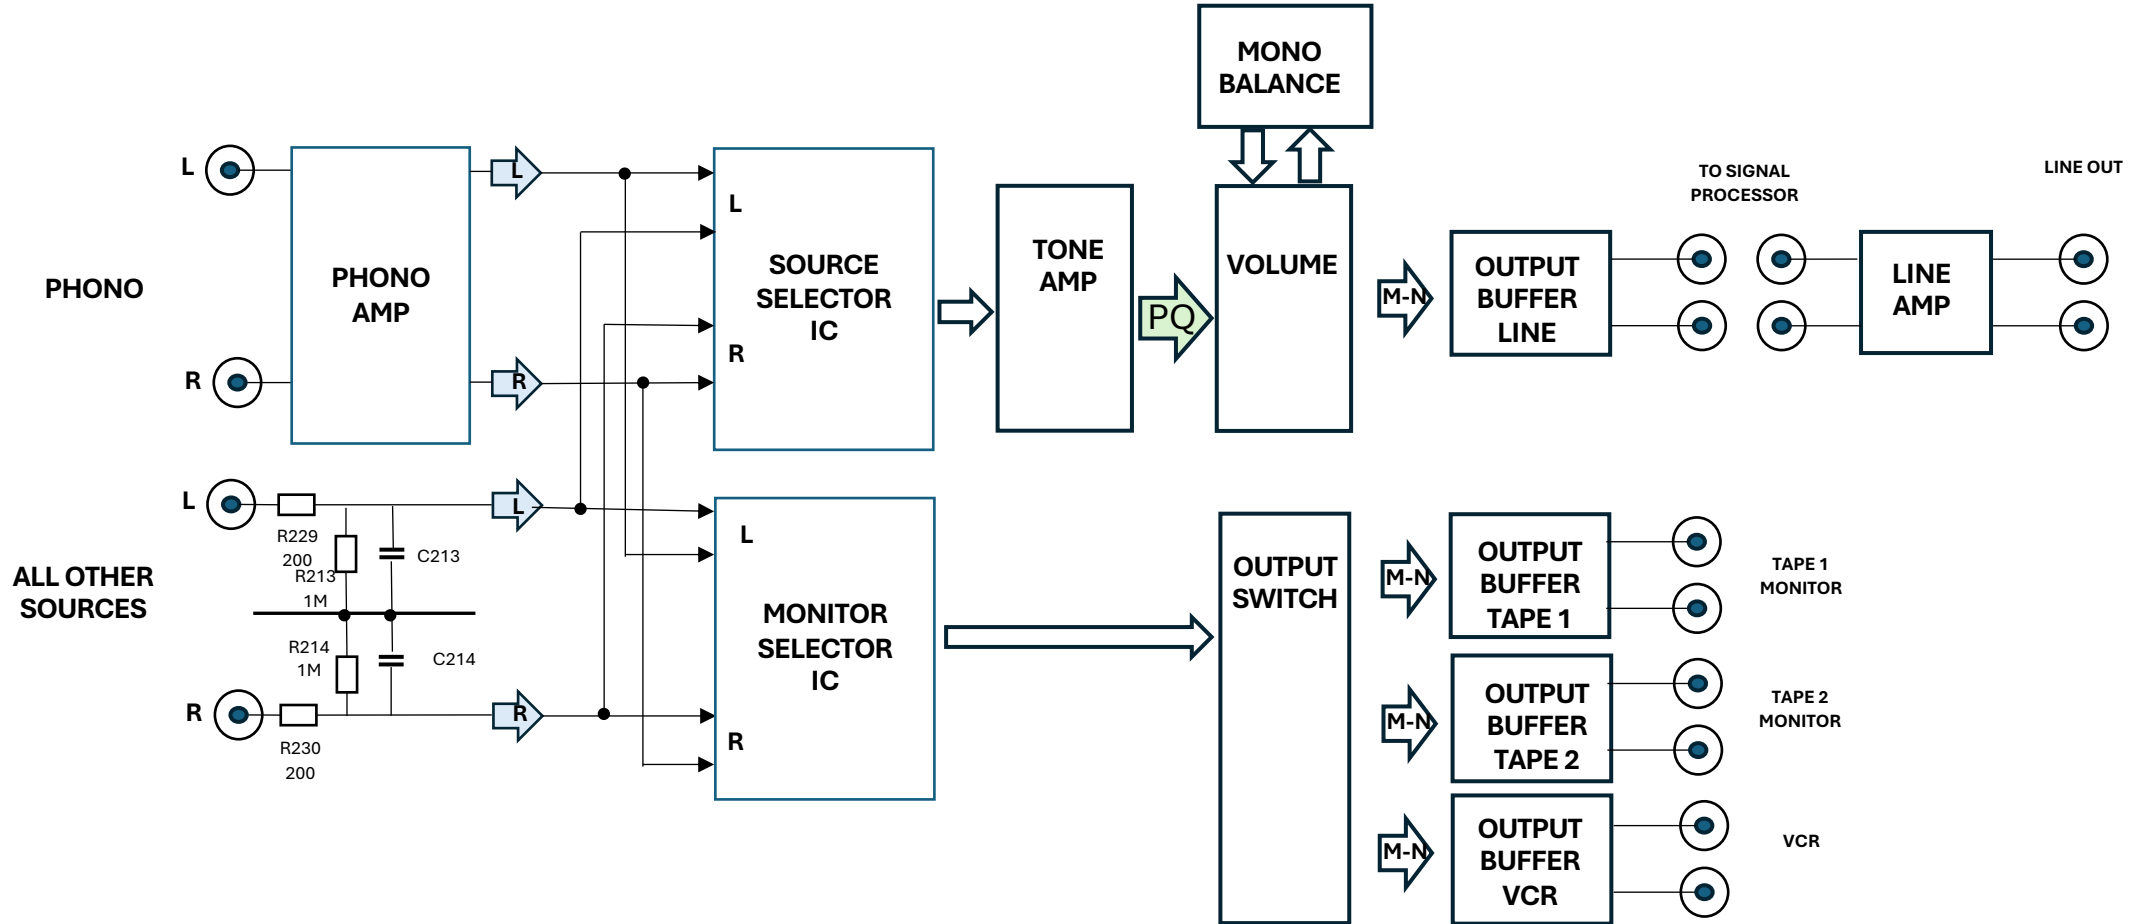 MONO
BALANCE
L
PHONO
R
PHONO
AMP
L
R
L
R
SOURCE
SELECTOR
IC
TONE
AMP
PQ
VOLUME
M-N
OUTPUT
BUFFER
LINE
TO SIGNAL
PROCESSOR
LINE
AMP
LINE OUT
ALL OTHER
SOURCES
L
R229
200
R213
1M
C213
R214
1M
C214
R
R230
200
L
R
L
R
MONITOR
SELECTOR
IC
OUTPUT
SWITCH
M-N
OUTPUT
BUFFER
TAPE 1
TAPE 1
MONITOR
M-N
OUTPUT
BUFFER
TAPE 2
TAPE 2
MONITOR
M-N
OUTPUT
BUFFER
VCR
VCR